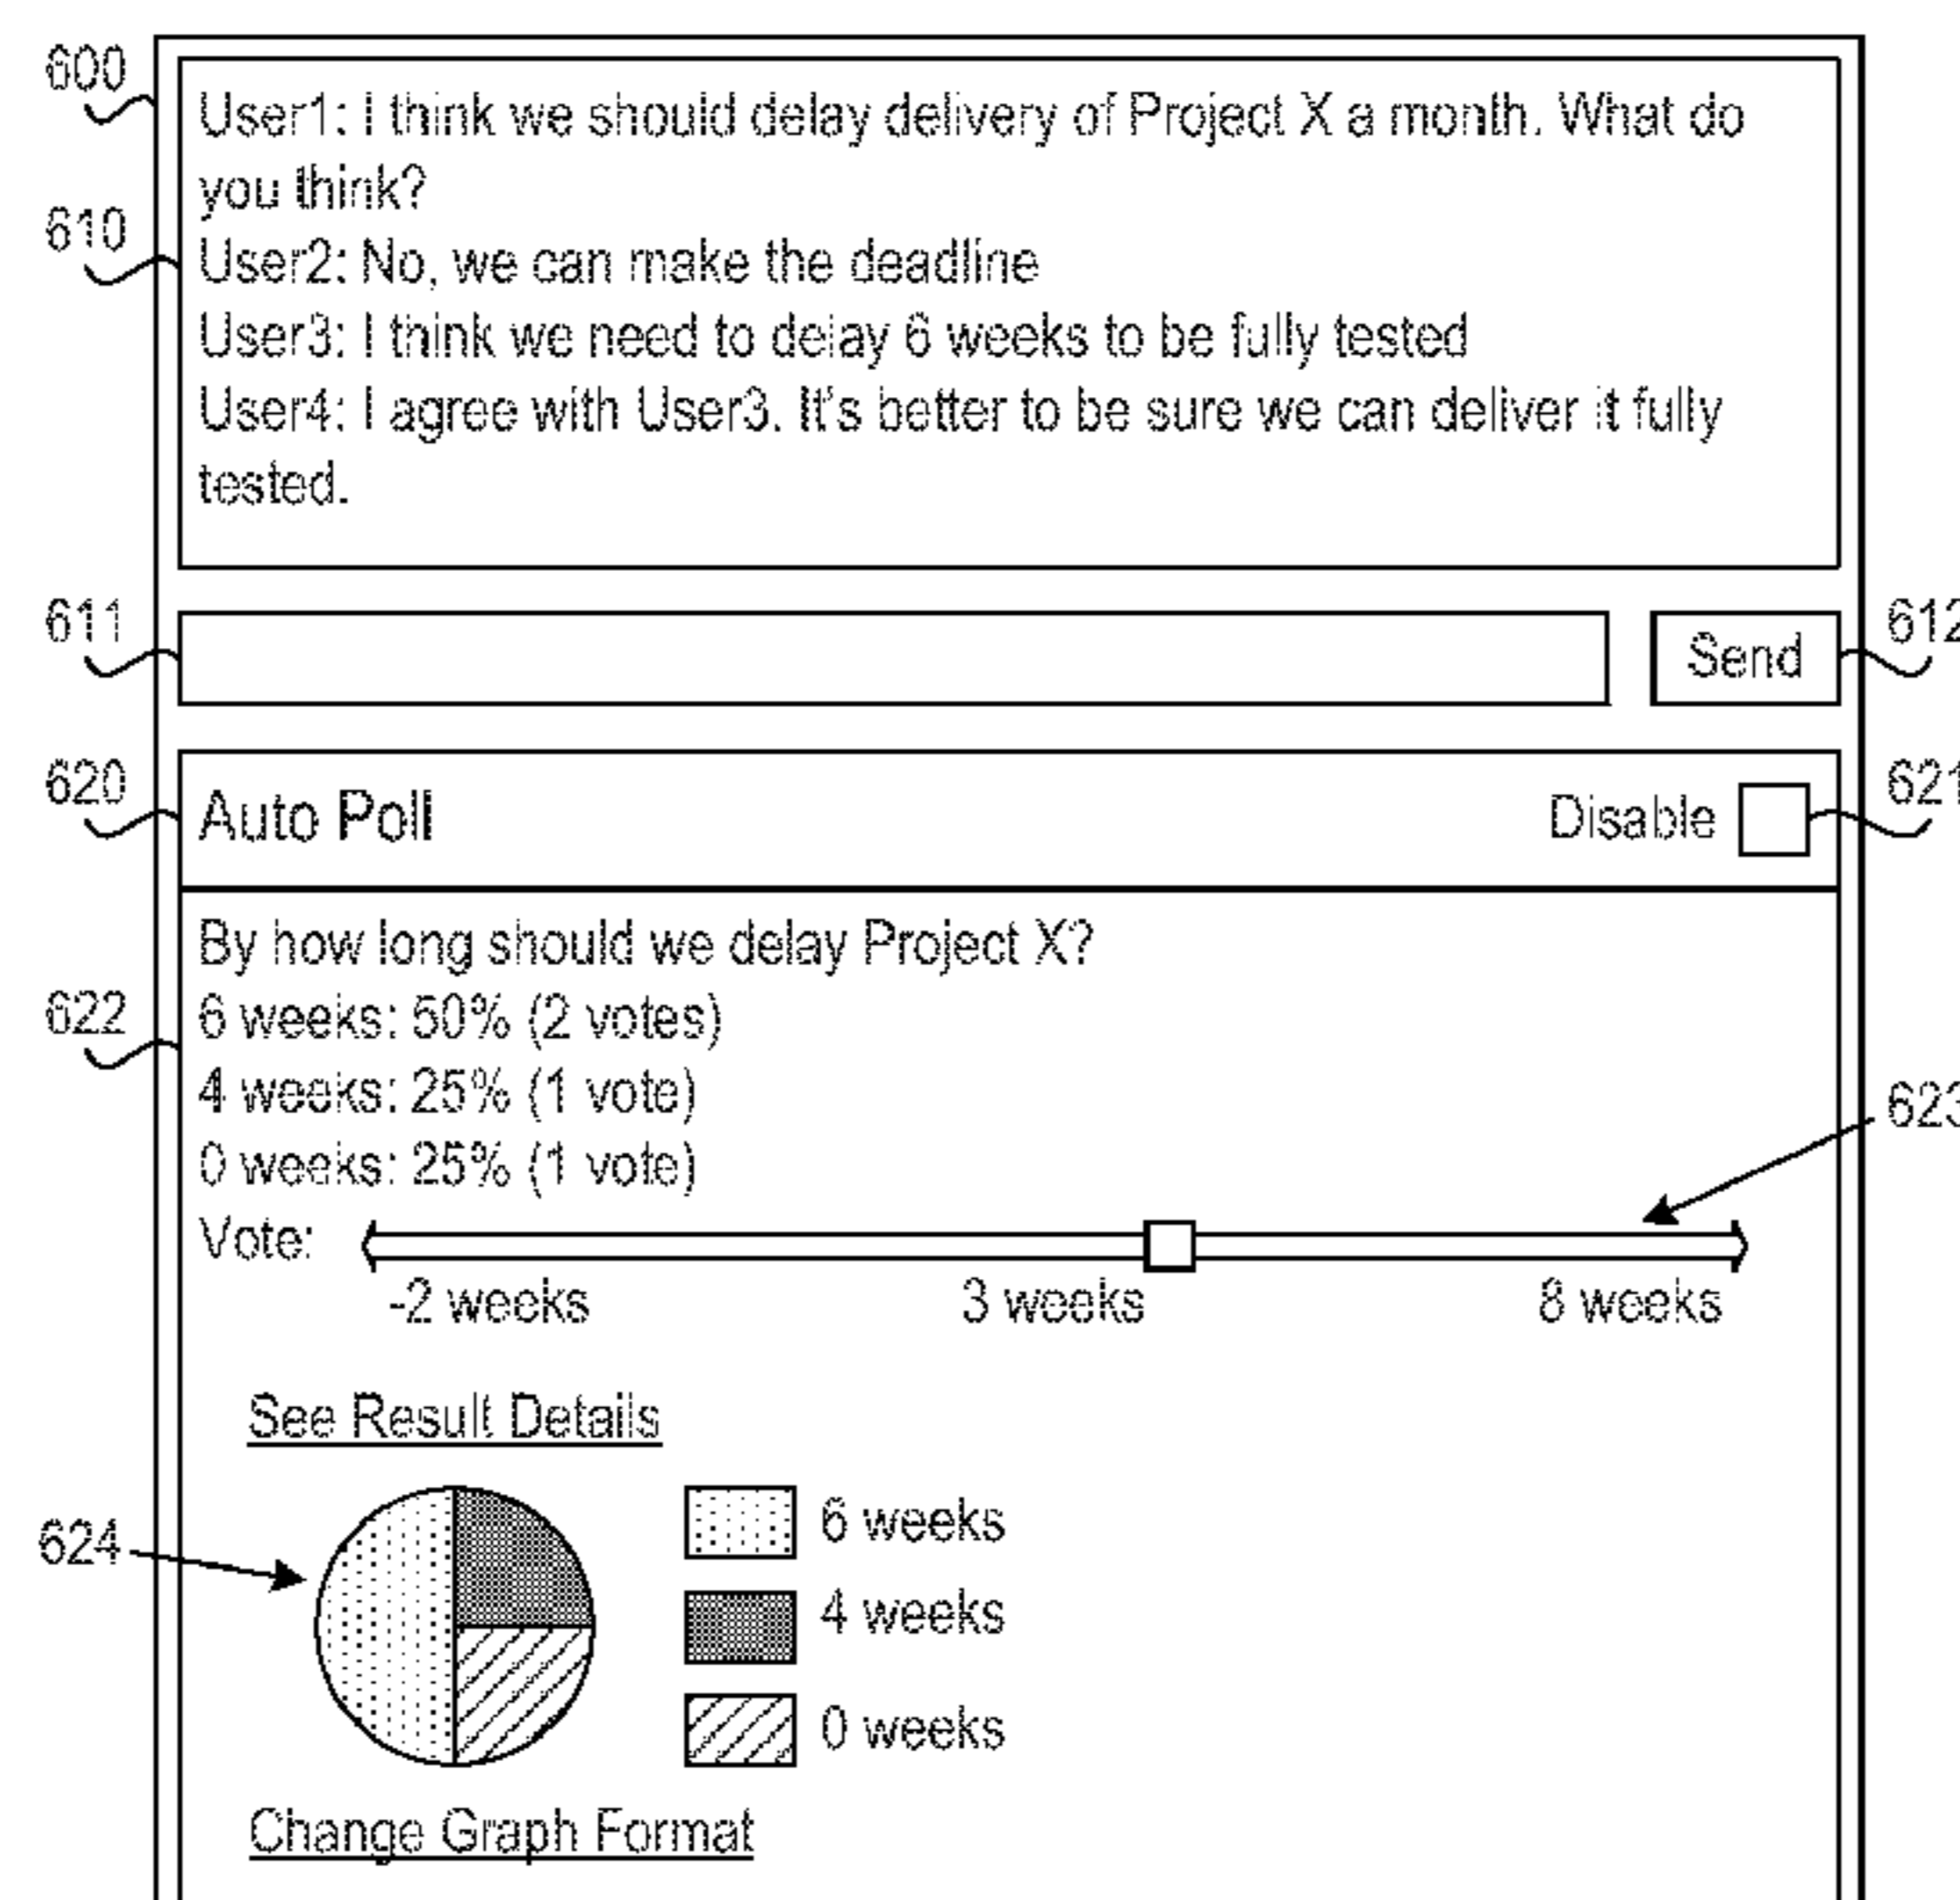 600
User1: I think we should delay delivery of Project X a month. What do
you think?
610
User2: No, we can make the deadline
User3: I think we need to delay 6 weeks to be fully tested
User4: I agree with User3. It's better to be sure we can deliver it fully
tested.
611
Send
612
620
Auto Poll
Disable
621
By how long should we delay Project X?
622
6 weeks: 50% (2 votes)
4 weeks: 25% (1 vote)
623
0 weeks: 25% (1 vote)
Vote:
-2 weeks 3 weeks 8 weeks
See Result Details
624
6 weeks
4 weeks
0 weeks
Change Graph Format